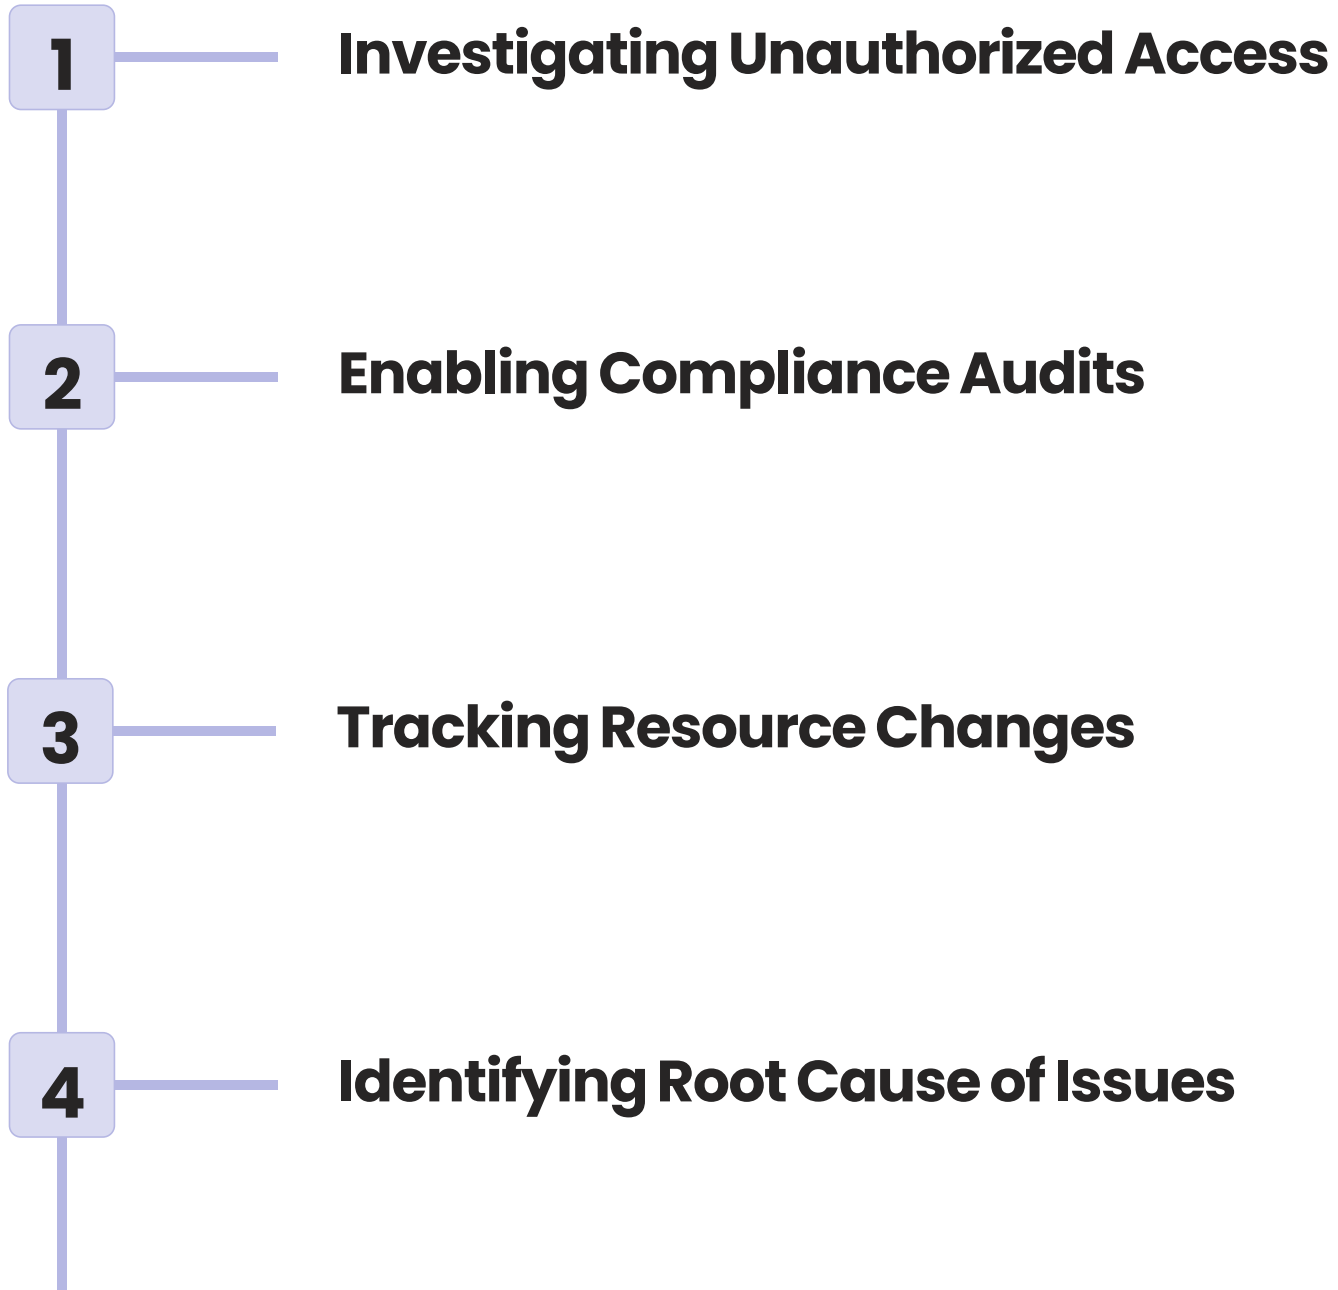 1 Investigating Unauthorized Access
2 Enabling Compliance Audits
3 Tracking Resource Changes
4 Identifying Root Cause of Issues